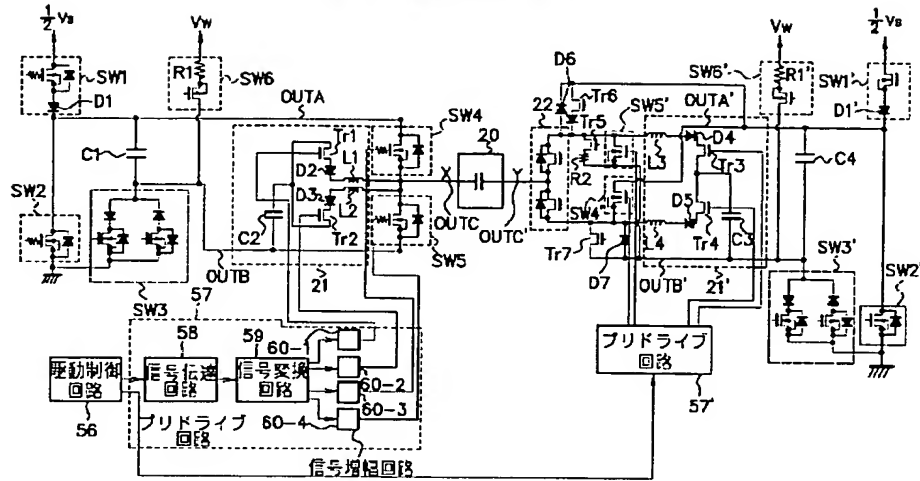 1/2 Vs
Vw
Vw
1/2 Vs
SW1
R1
SW6
D6
SW6'
R1'
SW1'
D1
OUTA
22
Tr6
Tr5
SW5'
OUTA'
D1'
C1
Tr1
L1
D2
D3
L2
Tr2
C2
SW4
20
R2
L3
D4
Tr3
C4
SW2
SW4'
D5
OUTC
OUTC'
SW5
Tr7
D7
L4
Tr4
C3
SW3'
OUTB
21
OUTB'
21'
SW2'
SW3
57
58
59
60-1
60-2
60-3
60-4
駆動制御
回路
56
信号伝達
回路
信号変換
回路
プリドライブ
回路
信号増幅回路
プリドライブ
回路
57'